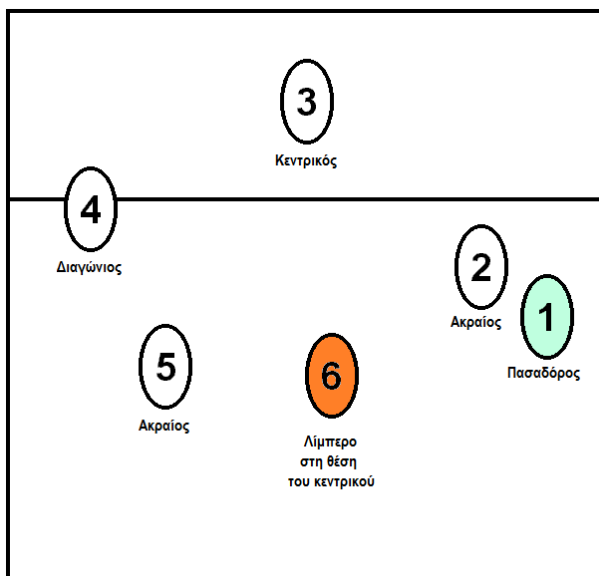 3
Κεντρικός
4
Διαγώνιος
2
Ακραίος
1
Πασαδόρος
5
Ακραίος
6
Λίμπερο
στη θέση
του κεντρικού